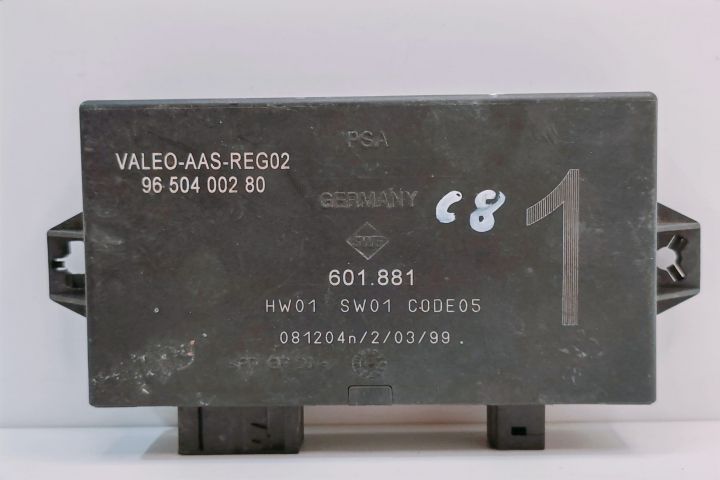 PSA
VALEO-AAS-REG02
96 504 002 80
GERMANY
C8
1
601.881
HW01 SW01 CODE05
081204n/2/03/99.